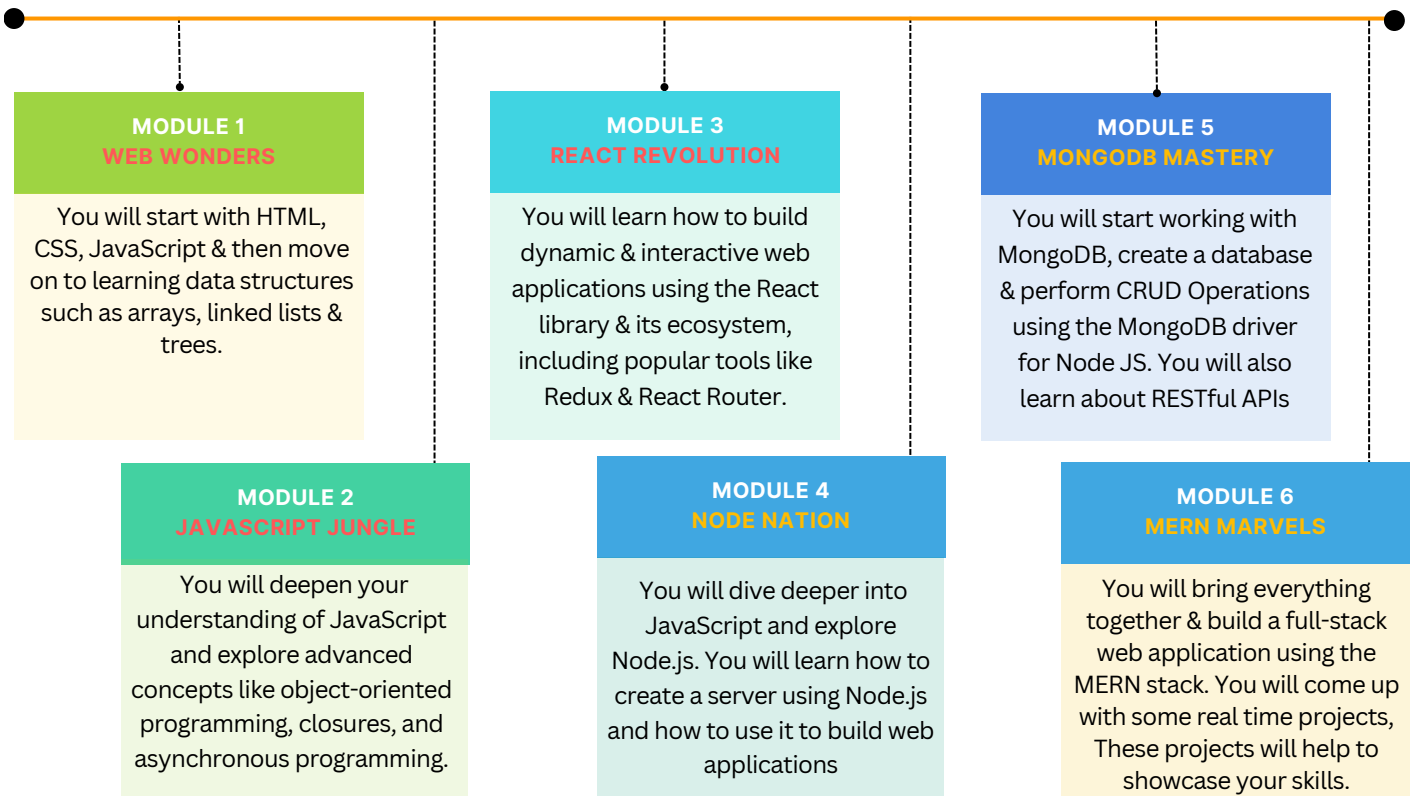 MODULE 1
WEB WONDERS
You will start with HTML,
CSS, JavaScript & then move
on to learning data structures
such as arrays, linked lists &
trees.
MODULE 2
JAVASCRIPT JUNGLE
You will deepen your
understanding of JavaScript
and explore advanced
concepts like object-oriented
programming, closures, and
asynchronous programming.
MODULE 3
REACT REVOLUTION
You will learn how to build
dynamic & interactive web
applications using the React
library & its ecosystem,
including popular tools like
Redux & React Router.
MODULE 4
NODE NATION
You will dive deeper into
JavaScript and explore
Node.js. You will learn how to
create a server using Node.js
and how to use it to build web
applications
MODULE 5
MONGODB MASTERY
You will start working with
MongoDB, create a database
& perform CRUD Operations
using the MongoDB driver
for Node JS. You will also
learn about RESTful APIs
MODULE 6
MERN MARVELS
You will bring everything
together & build a full-stack
web application using the
MERN stack. You will come up
with some real time projects,
These projects will help to
showcase your skills.